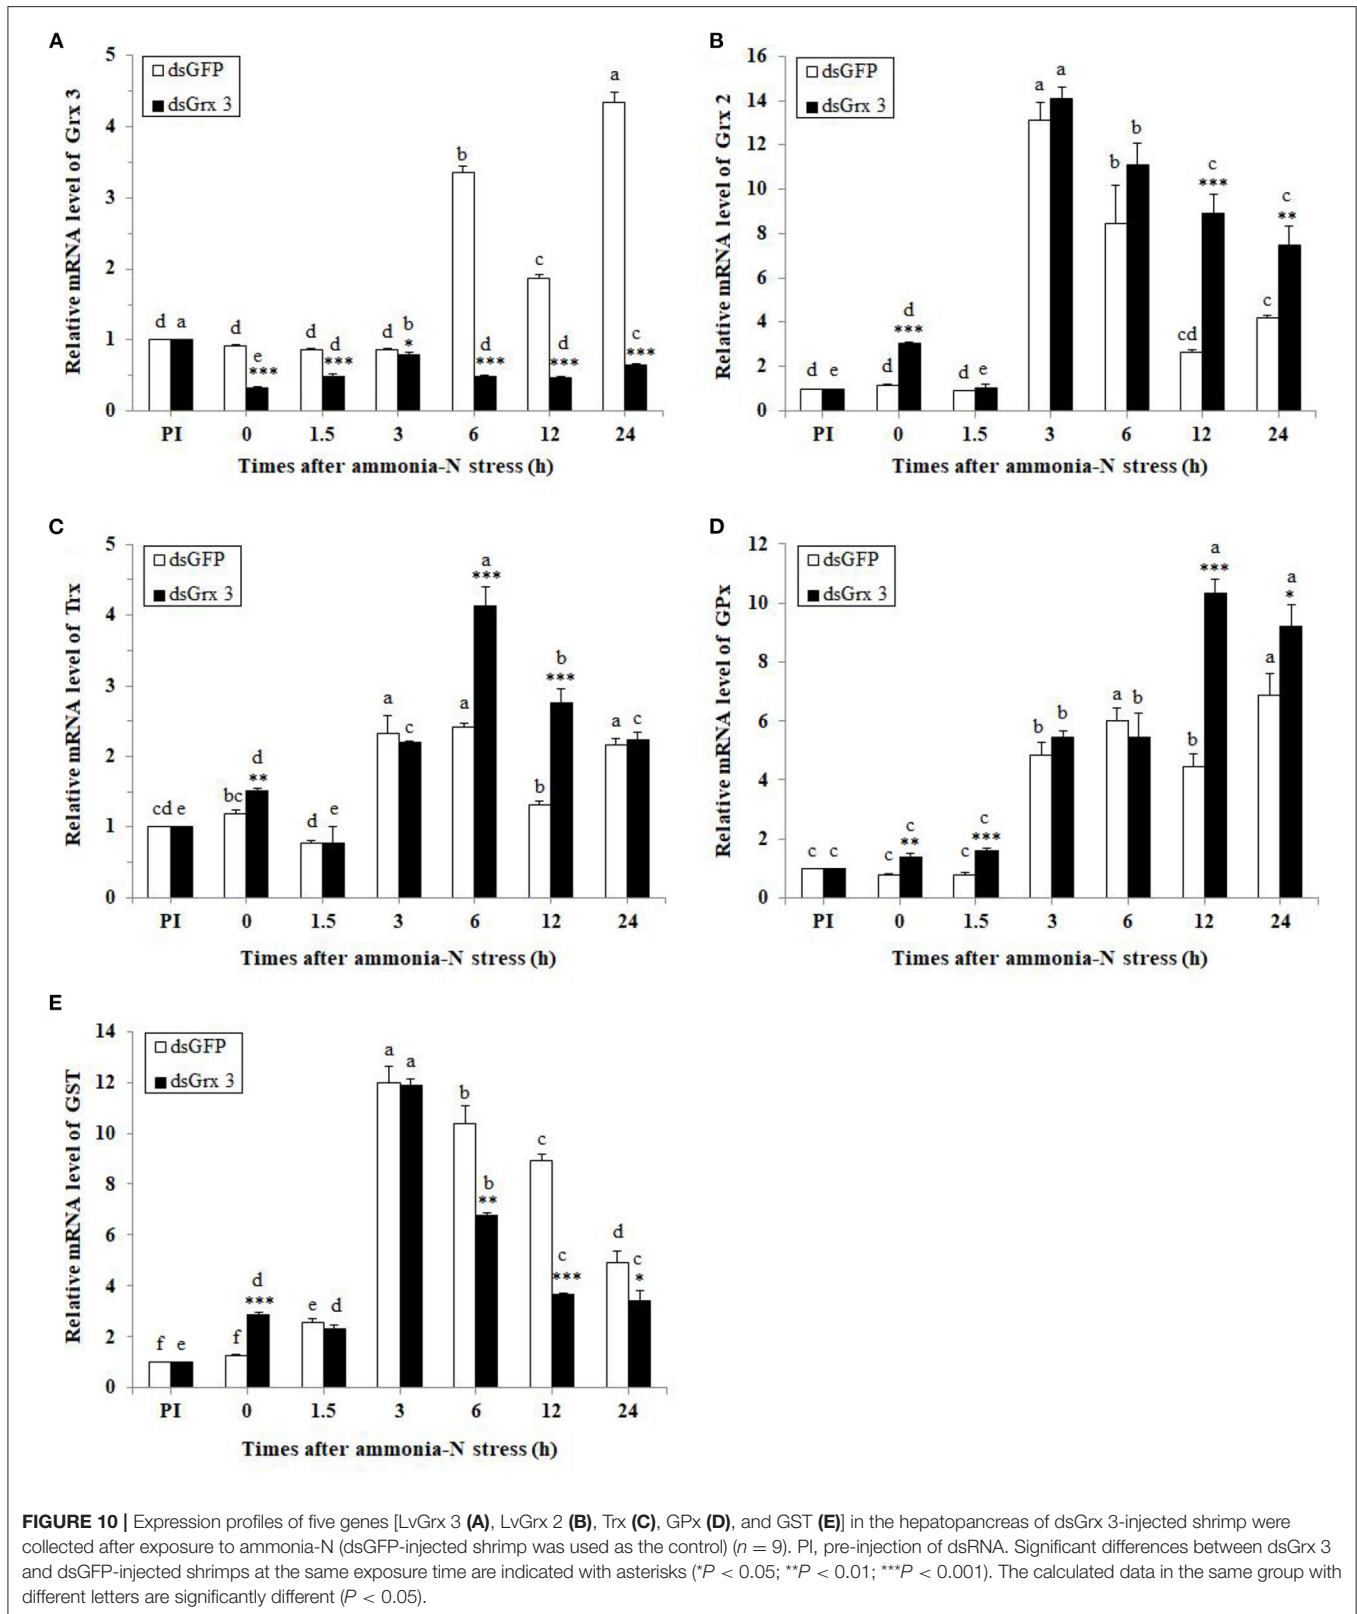 A
Relative mRNA level of Grx 3
5
4
3
2
1
0
dsGFP
dsGrx 3
d a
d e ***
d d ***
d b *
b d ***
c d ***
a c ***
PI 0 1.5 3 6 12 24
Times after ammonia-N stress (h)
B
Relative mRNA level of Grx 2
16
14
12
10
8
6
4
2
0
dsGFP
dsGrx 3
d e
d d ***
d e
a a
b b
cd c ***
c c **
PI 0 1.5 3 6 12 24
Times after ammonia-N stress (h)
C
Relative mRNA level of Trx
5
4
3
2
1
0
dsGFP
dsGrx 3
cd e
bc d **
d e
a c
a a ***
b b ***
a c
PI 0 1.5 3 6 12 24
Times after ammonia-N stress (h)
D
Relative mRNA level of GPx
12
10
8
6
4
2
0
dsGFP
dsGrx 3
c c
c c **
c c ***
b b
a b
b a ***
a a *
PI 0 1.5 3 6 12 24
Times after ammonia-N stress (h)
E
Relative mRNA level of GST
14
12
10
8
6
4
2
0
dsGFP
dsGrx 3
f e
f d ***
e d
a a
b b **
c c ***
d c *
PI 0 1.5 3 6 12 24
Times after ammonia-N stress (h)
FIGURE 10 | Expression profiles of five genes [LvGrx 3 (A), LvGrx 2 (B), Trx (C), GPx (D), and GST (E)] in the hepatopancreas of dsGrx 3-injected shrimp were
collected after exposure to ammonia-N (dsGFP-injected shrimp was used as the control) (n = 9). PI, pre-injection of dsRNA. Significant differences between dsGrx 3
and dsGFP-injected shrimps at the same exposure time are indicated with asterisks (*P < 0.05; **P < 0.01; ***P < 0.001). The calculated data in the same group with
different letters are significantly different (P < 0.05).